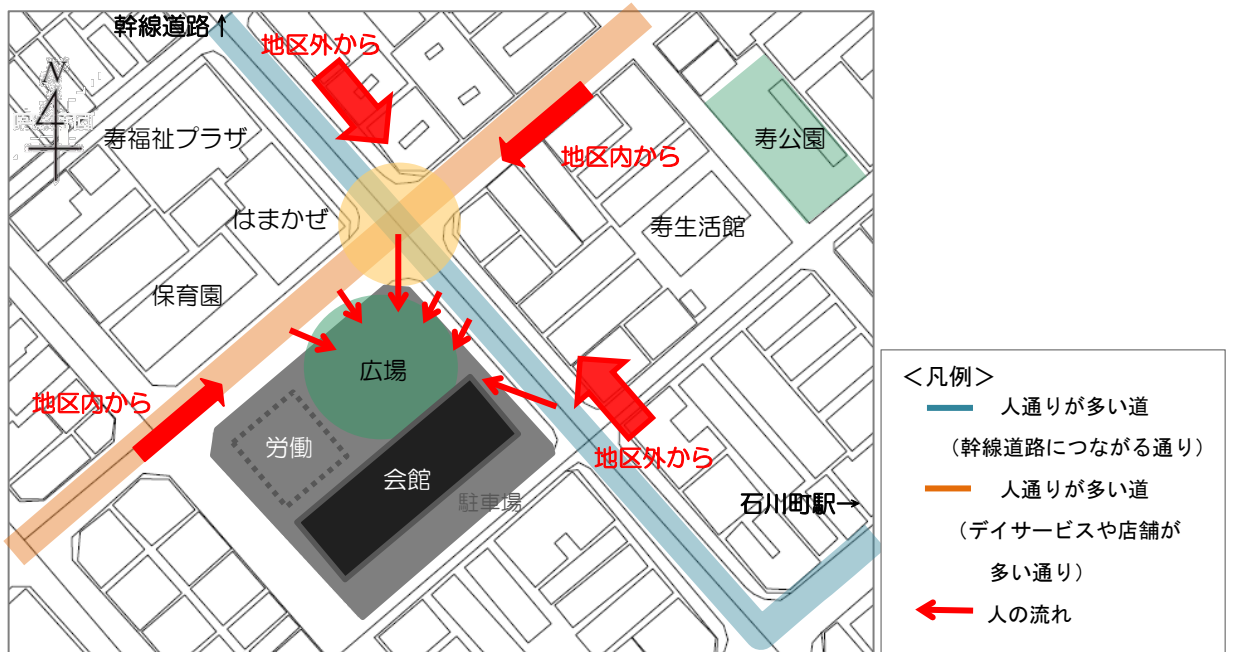 幹線道路↑
地区外から
N
寿福祉プラザ
寿公園
地区内から
はまかぜ
寿生活館
保育園
広場
地区内から
労働
会館
地区外から
駐車場
石川町駅→
＜凡例＞
人通りが多い道
（幹線道路につながる通り）
人通りが多い道
（デイサービスや店舗が
多い通り）
人の流れ